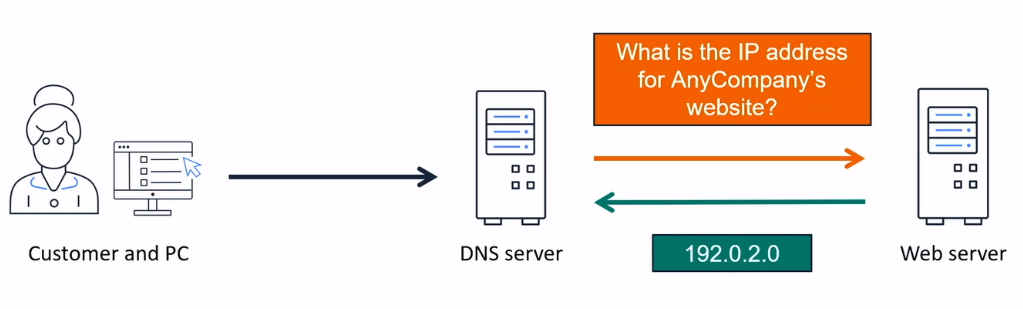 What is the IP address
for AnyCompany's
website?
192.0.2.0
Customer and PC
DNS server
Web server